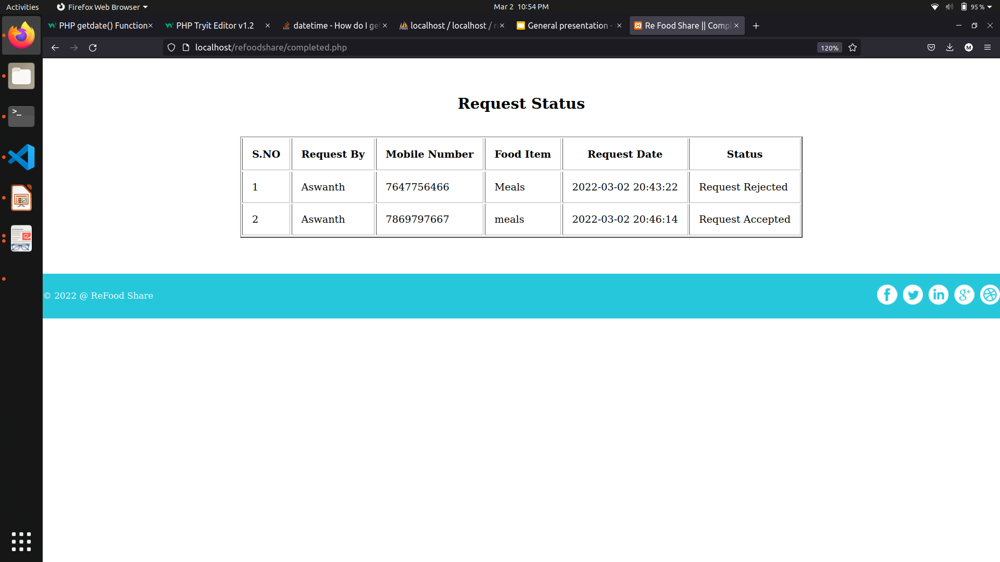 Activities Firefox Web Browser Mar 2 10:54 PM 95 %
PHP getdate() Function PHP Tryit Editor v1.2 datetime - How do I get localhost / localhost / General presentation - Re Food Share || Compl
localhost/refoodshare/completed.php 120% M
Request Status
S.NO Request By Mobile Number Food Item Request Date Status
1 Aswanth 7647756466 Meals 2022-03-02 20:43:22 Request Rejected
2 Aswanth 7869797667 meals 2022-03-02 20:46:14 Request Accepted
© 2022 @ ReFood Share